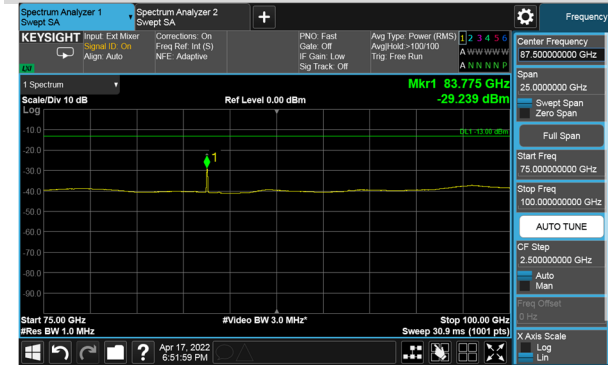 Spectrum Analyzer 1
Swept SA
Spectrum Analyzer 2
Swept SA
+
Frequency
KEYSIGHT
Input: Ext Mixer
Signal ID: On
Align: Auto
Corrections: On
Freq Ref: Int (S)
NFE: Adaptive
PNO: Fast
Gate: Off
IF Gain: Low
Sig Track: Off
Avg Type: Power (RMS)
Avg|Hold:>100/100
Trig: Free Run
1 2 3 4 5 6
A W W W W W
A N N N N P
LXI
1 Spectrum
Scale/Div 10 dB
Log
Ref Level 0.00 dBm
Mkr1 83.775 GHz
-29.239 dBm
DL1 -13.00 dBm
1
-10.0
-20.0
-30.0
-40.0
-50.0
-60.0
-70.0
-80.0
-90.0
Start 75.00 GHz
#Res BW 1.0 MHz
#Video BW 3.0 MHz*
Stop 100.00 GHz
Sweep 30.9 ms (1001 pts)
Center Frequency
87.500000000 GHz
Span
25.0000000 GHz
Swept Span
Zero Span
Full Span
Start Freq
75.000000000 GHz
Stop Freq
100.000000000 GHz
AUTO TUNE
CF Step
2.500000000 GHz
Auto
Man
Freq Offset
0 Hz
X Axis Scale
Log
Lin
?
Apr 17, 2022
6:51:59 PM